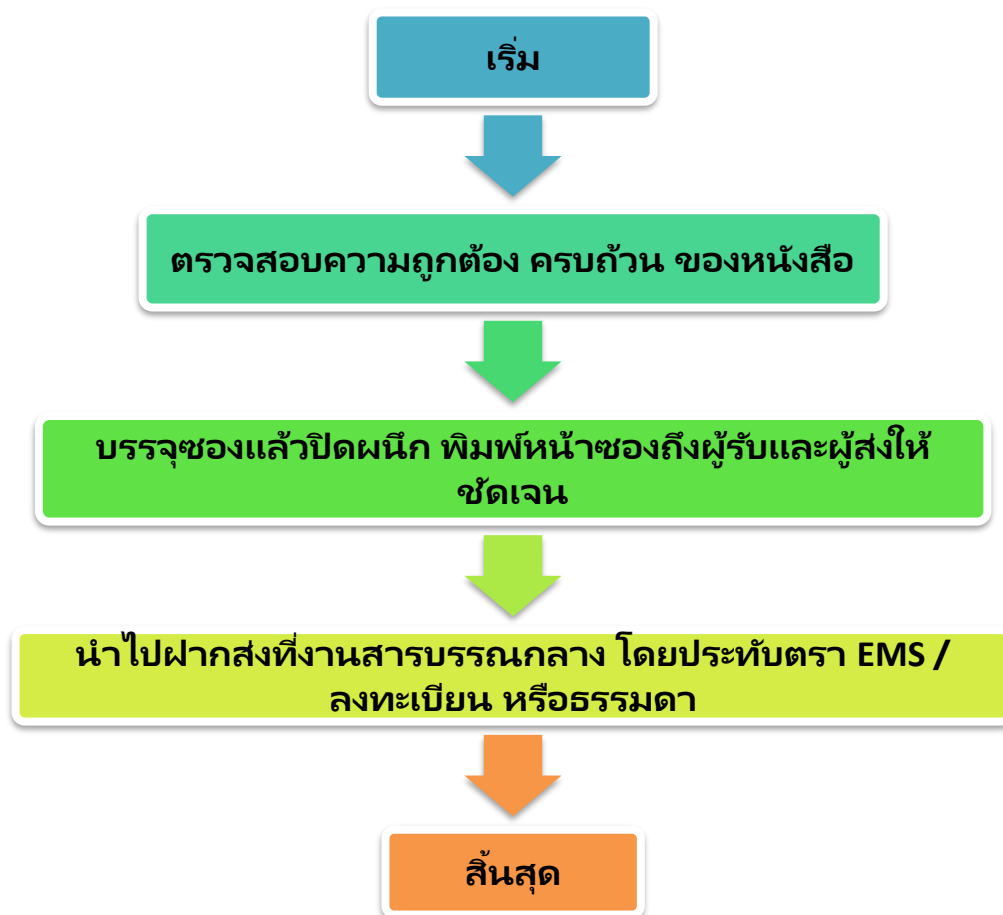 เริ่ม
ตรวจสอบความถูกต้อง ครบถ้วน ของหนังสือ
บรรจุซองแล้วปิดผนึก พิมพ์หน้าซองถึงผู้รับและผู้ส่งให้
ชัดเจน
นำไปฝากส่งที่งานสารบรรณกลาง โดยประทับตรา EMS /
ลงทะเบียน หรือธรรมดา
สิ้นสุด